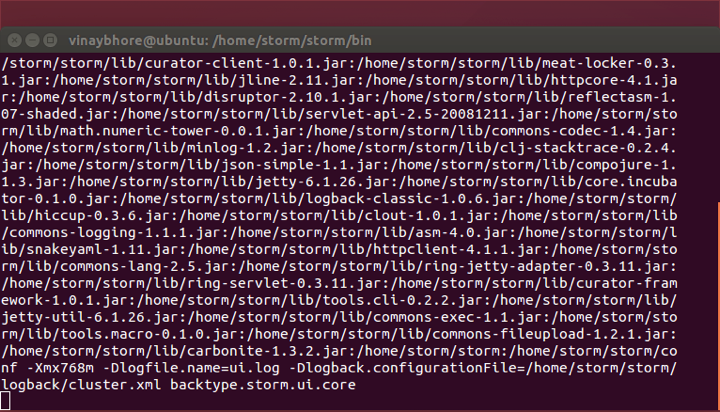 vinaybhore@ubuntu: /home/storm/storm/bin
/storm/storm/lib/curator-client-1.0.1.jar:/home/storm/storm/lib/meat-locker-0.3.
1.jar:/home/storm/storm/lib/jline-2.11.jar:/home/storm/storm/lib/httpcore-4.1.ja
r:/home/storm/storm/lib/disruptor-2.10.1.jar:/home/storm/storm/lib/reflectasm-1.
07-shaded.jar:/home/storm/storm/lib/servlet-api-2.5-20081211.jar:/home/storm/sto
rm/lib/math.numeric-tower-0.0.1.jar:/home/storm/storm/lib/commons-codec-1.4.jar:
/home/storm/storm/lib/minlog-1.2.jar:/home/storm/storm/lib/clj-stacktrace-0.2.4.
jar:/home/storm/storm/lib/json-simple-1.1.jar:/home/storm/storm/lib/compojure-1.
1.3.jar:/home/storm/storm/lib/jetty-6.1.26.jar:/home/storm/storm/lib/core.incuba
tor-0.1.0.jar:/home/storm/storm/lib/logback-classic-1.0.6.jar:/home/storm/storm/
lib/hiccup-0.3.6.jar:/home/storm/storm/lib/clout-1.0.1.jar:/home/storm/storm/lib
/commons-logging-1.1.1.jar:/home/storm/storm/lib/asm-4.0.jar:/home/storm/storm/l
ib/snakeyaml-1.11.jar:/home/storm/storm/lib/httpclient-4.1.1.jar:/home/storm/sto
rm/lib/commons-lang-2.5.jar:/home/storm/storm/lib/ring-jetty-adapter-0.3.11.jar:
/home/storm/storm/lib/ring-servlet-0.3.11.jar:/home/storm/storm/lib/curator-fram
ework-1.0.1.jar:/home/storm/storm/lib/tools.cli-0.2.2.jar:/home/storm/storm/lib/
jetty-util-6.1.26.jar:/home/storm/storm/lib/commons-exec-1.1.jar:/home/storm/sto
rm/lib/tools.macro-0.1.0.jar:/home/storm/storm/lib/commons-fileupload-1.2.1.jar:
/home/storm/storm/lib/carbonite-1.3.2.jar:/home/storm/storm:/home/storm/storm/co
nf -Xmx768m -Dlogfile.name=ui.log -Dlogback.configurationFile=/home/storm/storm/
logback/cluster.xml backtype.storm.ui.core